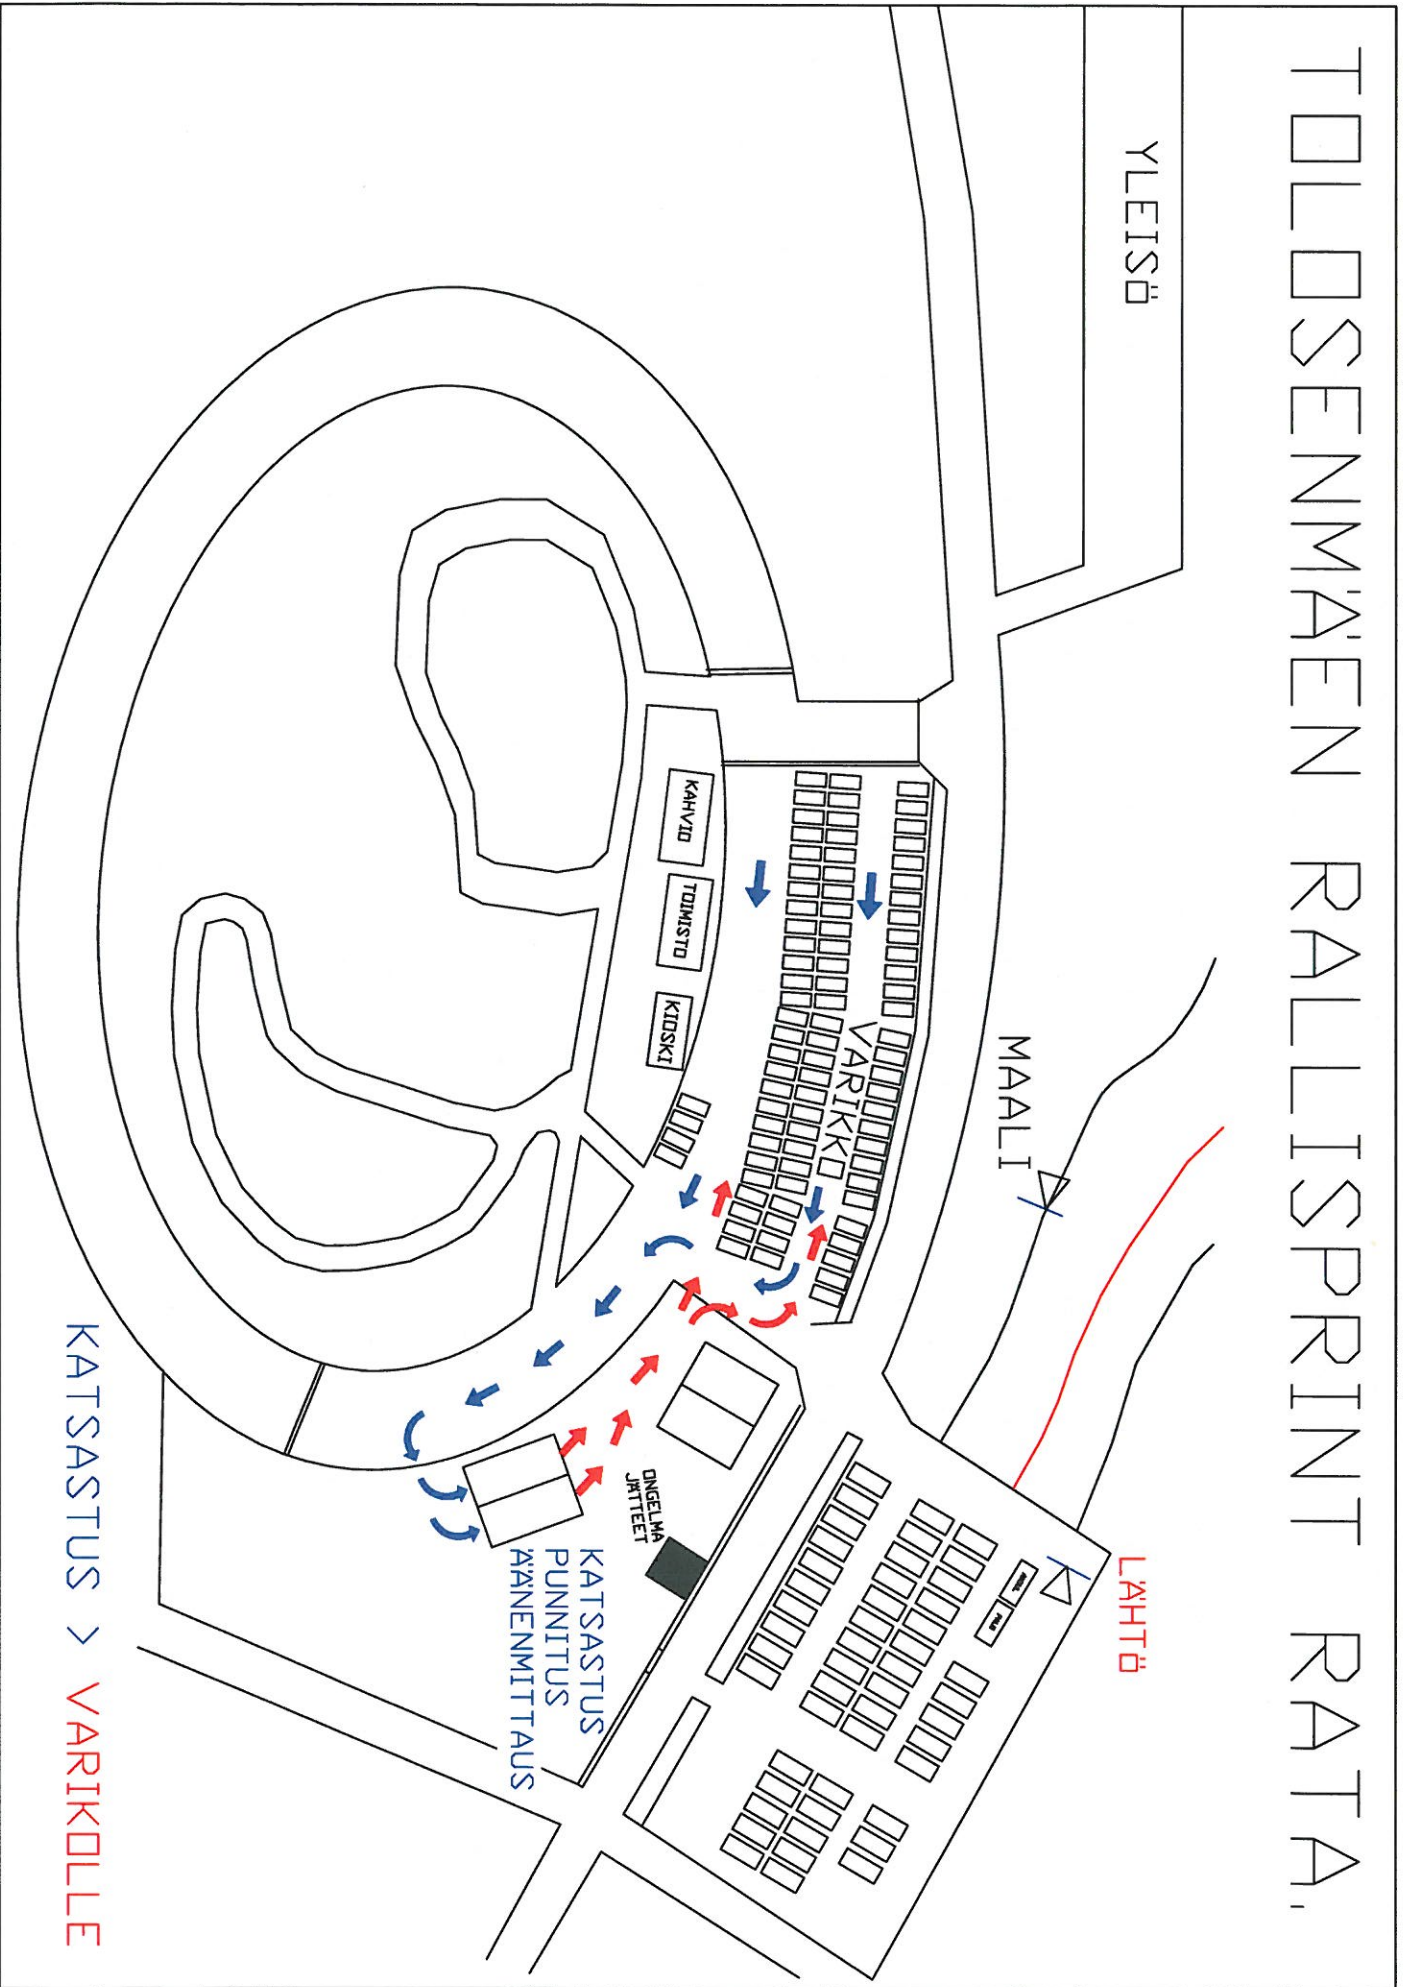 TOLOSENMÄEN RALLISPRINT RATA.
YLEISÖ
LÄHTÖ
MAALI
VARIKKO
KAHVIO
TOIMISTO
KIOSKI
ONGELMA
JÄTTEET
KATSASTUS
PUNNITUS
ÄÄNENMITTAUS
KATSASTUS > VARIKOLLE